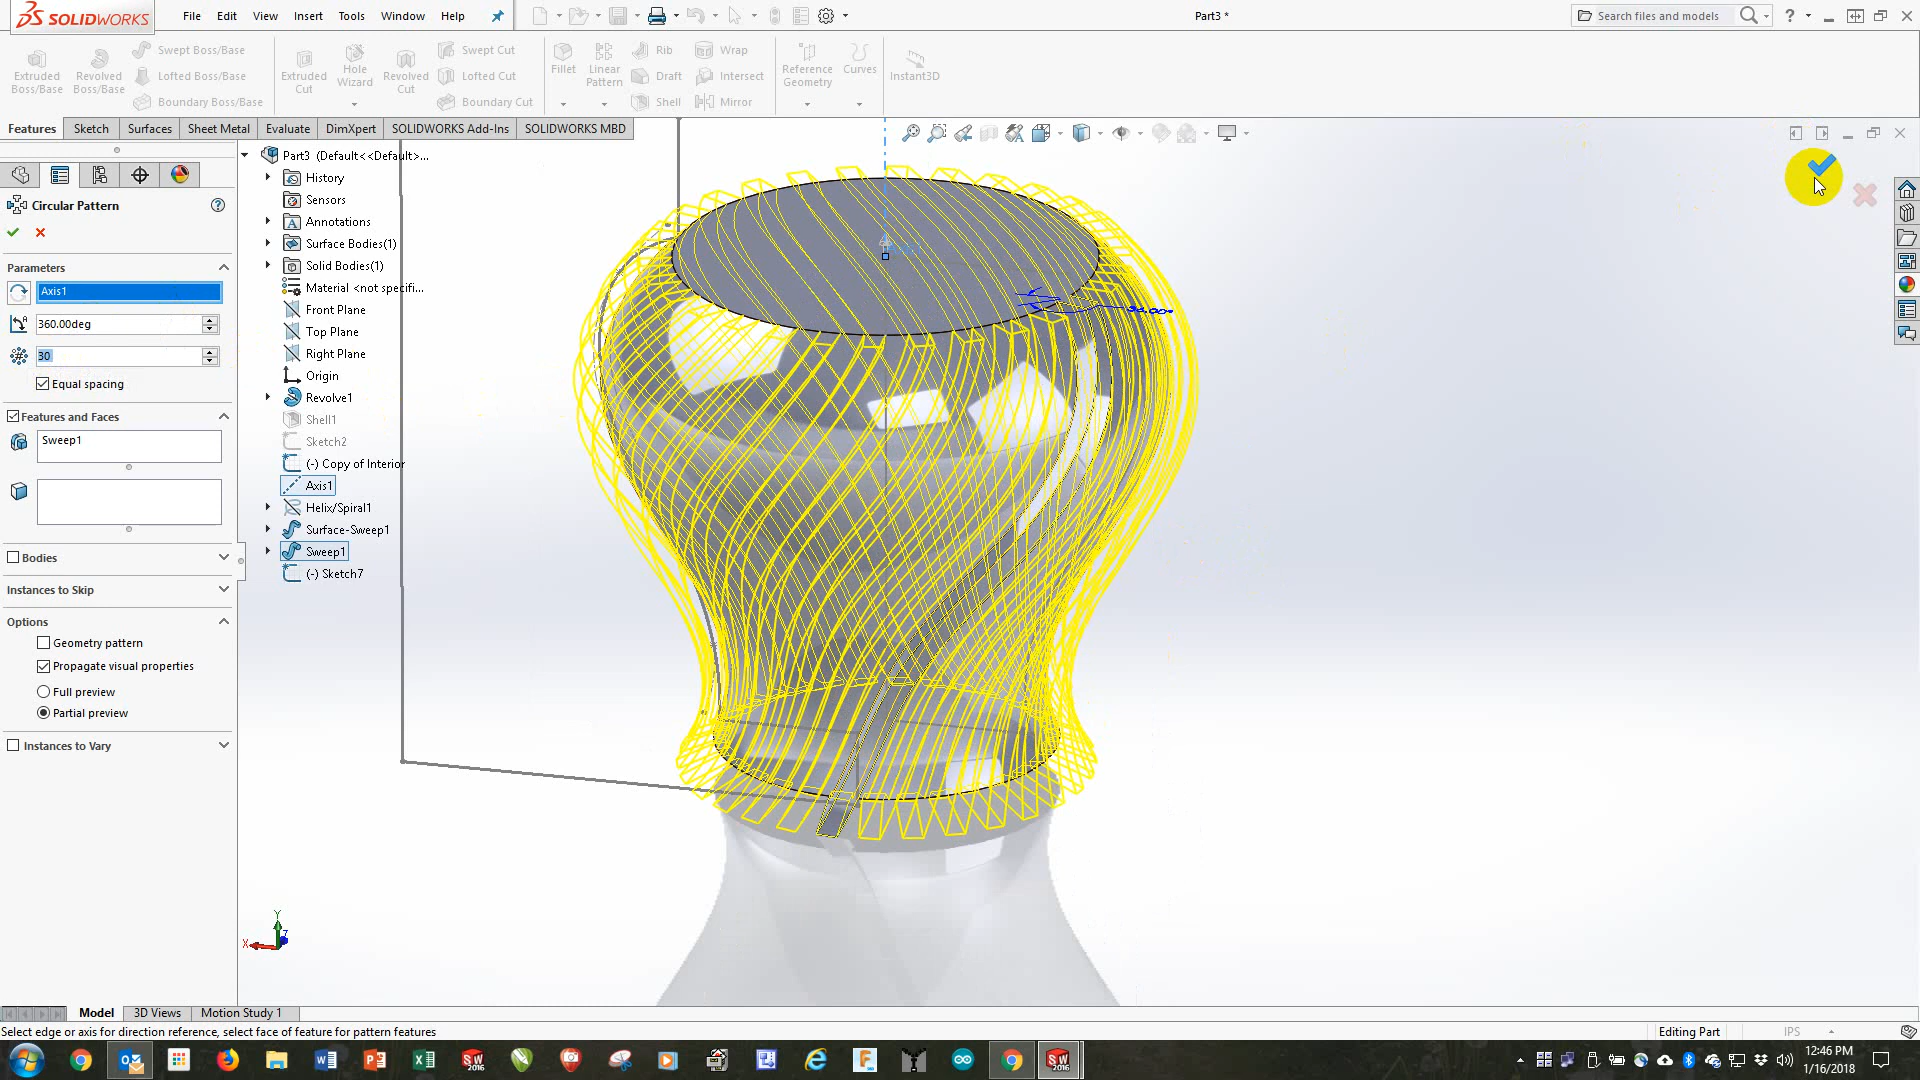 SOLIDWORKS
File Edit View Insert Tools Window Help
Part3 *
Search files and models
Extruded Boss/Base
Revolved Boss/Base
Swept Boss/Base
Lofted Boss/Base
Boundary Boss/Base
Extruded Cut
Hole Wizard
Revolved Cut
Swept Cut
Lofted Cut
Boundary Cut
Fillet
Linear Pattern
Rib
Draft
Shell
Wrap
Intersect
Mirror
Reference Geometry
Curves
Instant3D
Features Sketch Surfaces Sheet Metal Evaluate DimXpert SOLIDWORKS Add-Ins SOLIDWORKS MBD
Circular Pattern
Parameters
Axis1
360.00deg
30
Equal spacing
Features and Faces
Sweep1
Bodies
Instances to Skip
Options
Geometry pattern
Propagate visual properties
Full preview
Partial preview
Instances to Vary
Part3 (Default<<Default>...
History
Sensors
Annotations
Surface Bodies(1)
Solid Bodies(1)
Material <not specifi...
Front Plane
Top Plane
Right Plane
Origin
Revolve1
Shell1
Sketch2
(-) Copy of Interior
Axis1
Helix/Spiral1
Surface-Sweep1
Sweep1
(-) Sketch7
Y
X
Z
Model 3D Views Motion Study 1
Select edge or axis for direction reference, select face of feature for pattern features
Editing Part
IPS
12:46 PM
1/16/2018